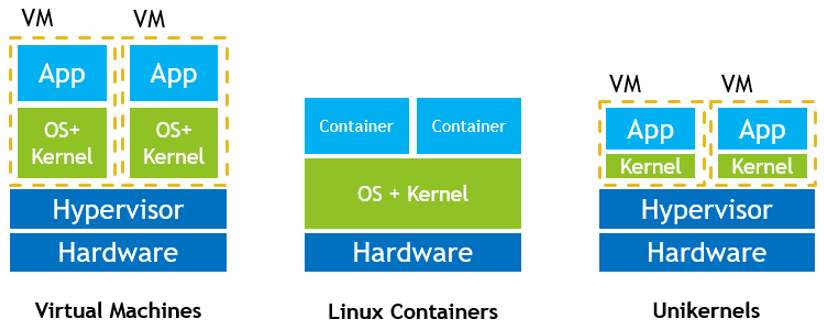 VM
VM
App
App
OS+
Kernel
OS+
Kernel
Hypervisor
Hardware
Virtual Machines
Container
Container
OS + Kernel
Hardware
Linux Containers
VM
VM
App
App
Kernel
Kernel
Hypervisor
Hardware
Unikernels